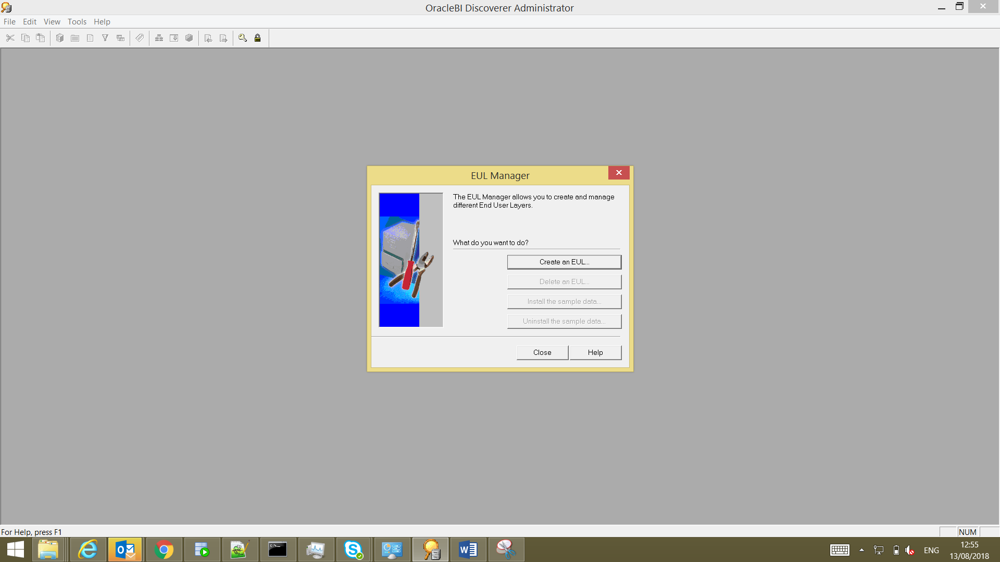 OracleBI Discoverer Administrator
File Edit View Tools Help
EUL Manager
The EUL Manager allows you to create and manage
different End User Layers.
What do you want to do?
Create an EUL...
Delete an EUL...
Install the sample data...
Uninstall the sample data...
Close Help
For Help, press F1
NUM
ENG
12:55
13/08/2018